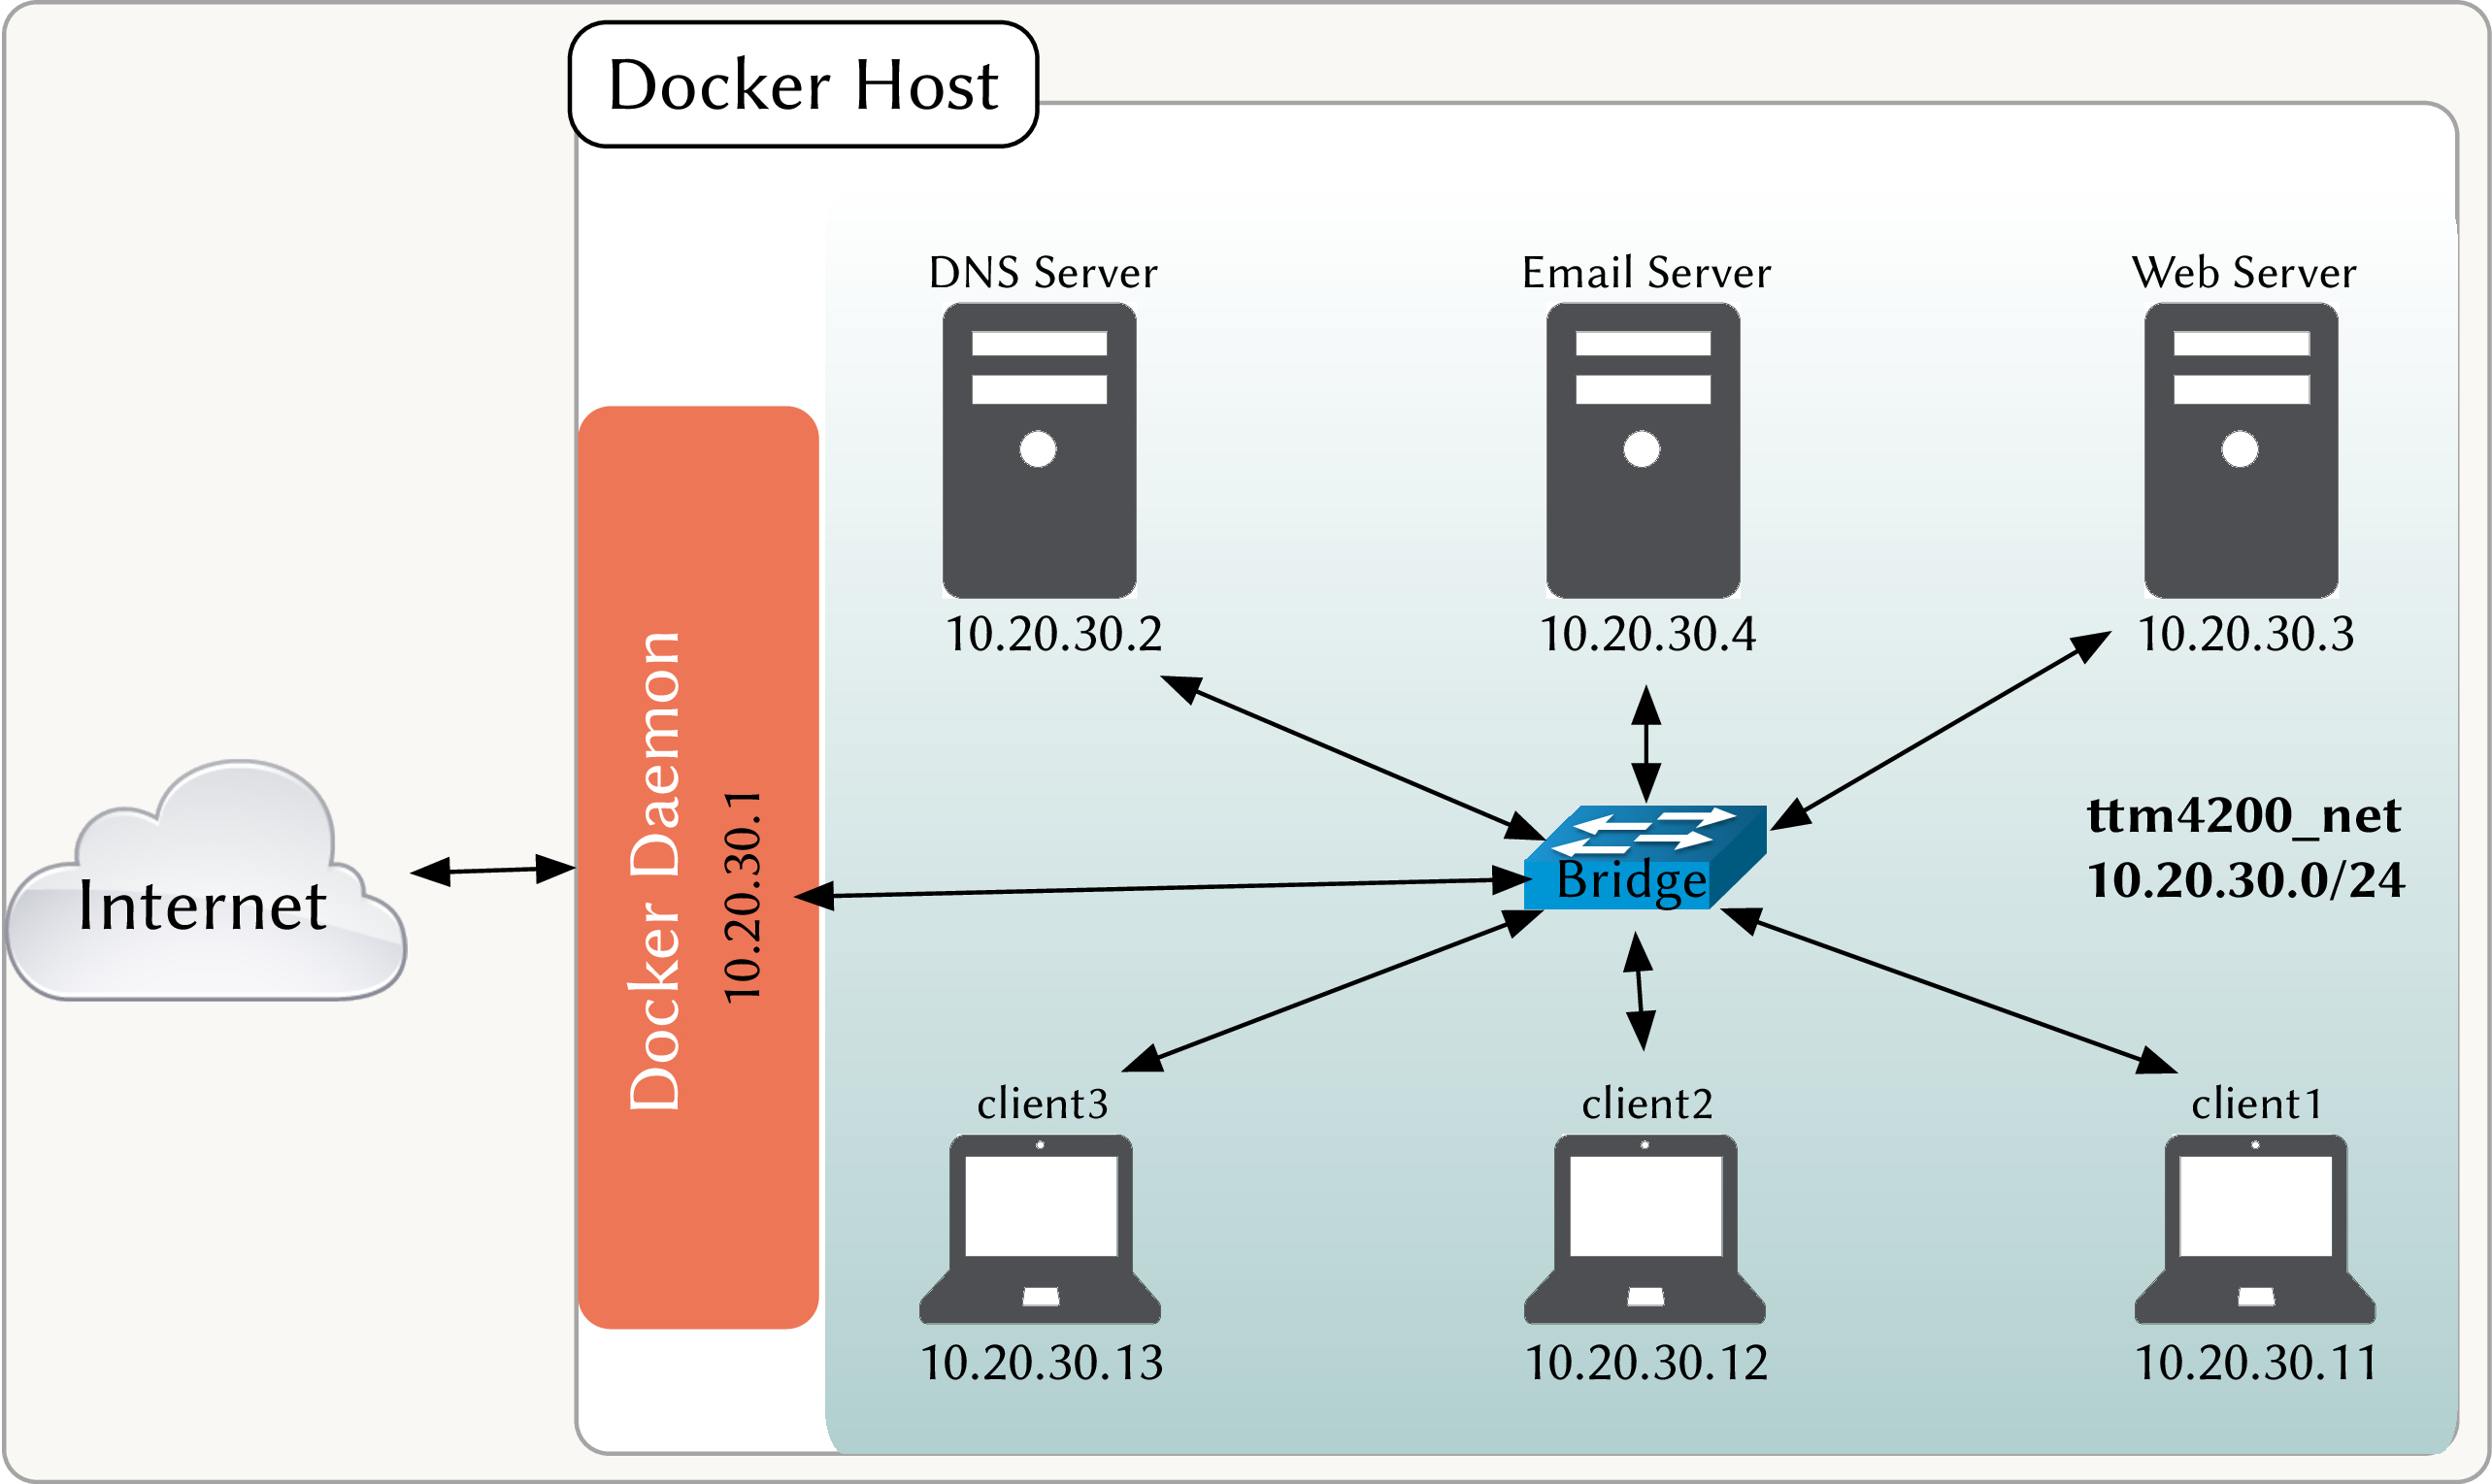 Docker Host
DNS Server
Email Server
Web Server
10.20.30.2
10.20.30.4
10.20.30.3
Internet
Docker Daemon
10.20.30.1
Bridge
ttm4200_net
10.20.30.0/24
client3
client2
client1
10.20.30.13
10.20.30.12
10.20.30.11